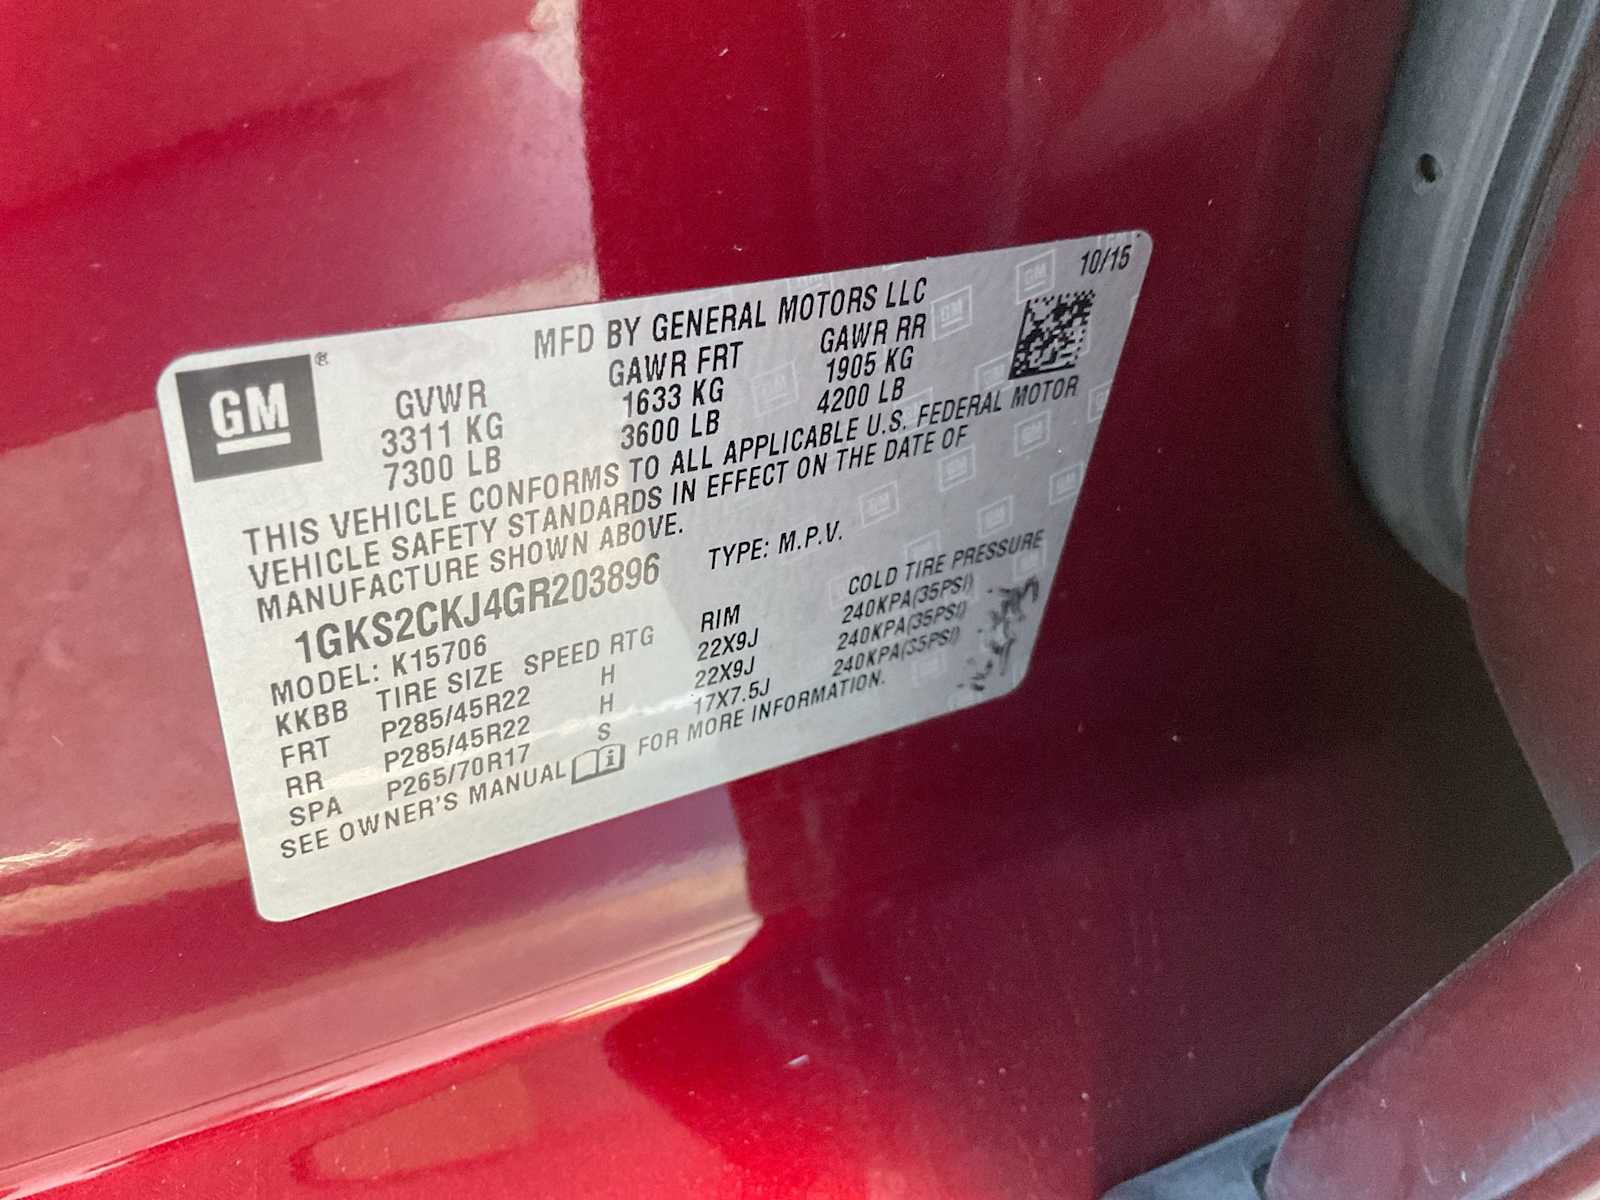 MFD BY GENERAL MOTORS LLC 10/15
GM ®
GVWR GAWR FRT GAWR RR
3311 KG 1633 KG 1905 KG
7300 LB 3600 LB 4200 LB
THIS VEHICLE CONFORMS TO ALL APPLICABLE U.S. FEDERAL MOTOR
VEHICLE SAFETY STANDARDS IN EFFECT ON THE DATE OF
MANUFACTURE SHOWN ABOVE.
1GKS2CKJ4GR203896 TYPE: M.P.V.
MODEL: K15706
KKBB TIRE SIZE SPEED RTG RIM COLD TIRE PRESSURE
FRT P285/45R22 H 22X9J 240KPA(35PSI)
RR P285/45R22 H 22X9J 240KPA(35PSI)
SPA P265/70R17 S 17X7.5J 240KPA(35PSI)
SEE OWNER'S MANUAL FOR MORE INFORMATION.